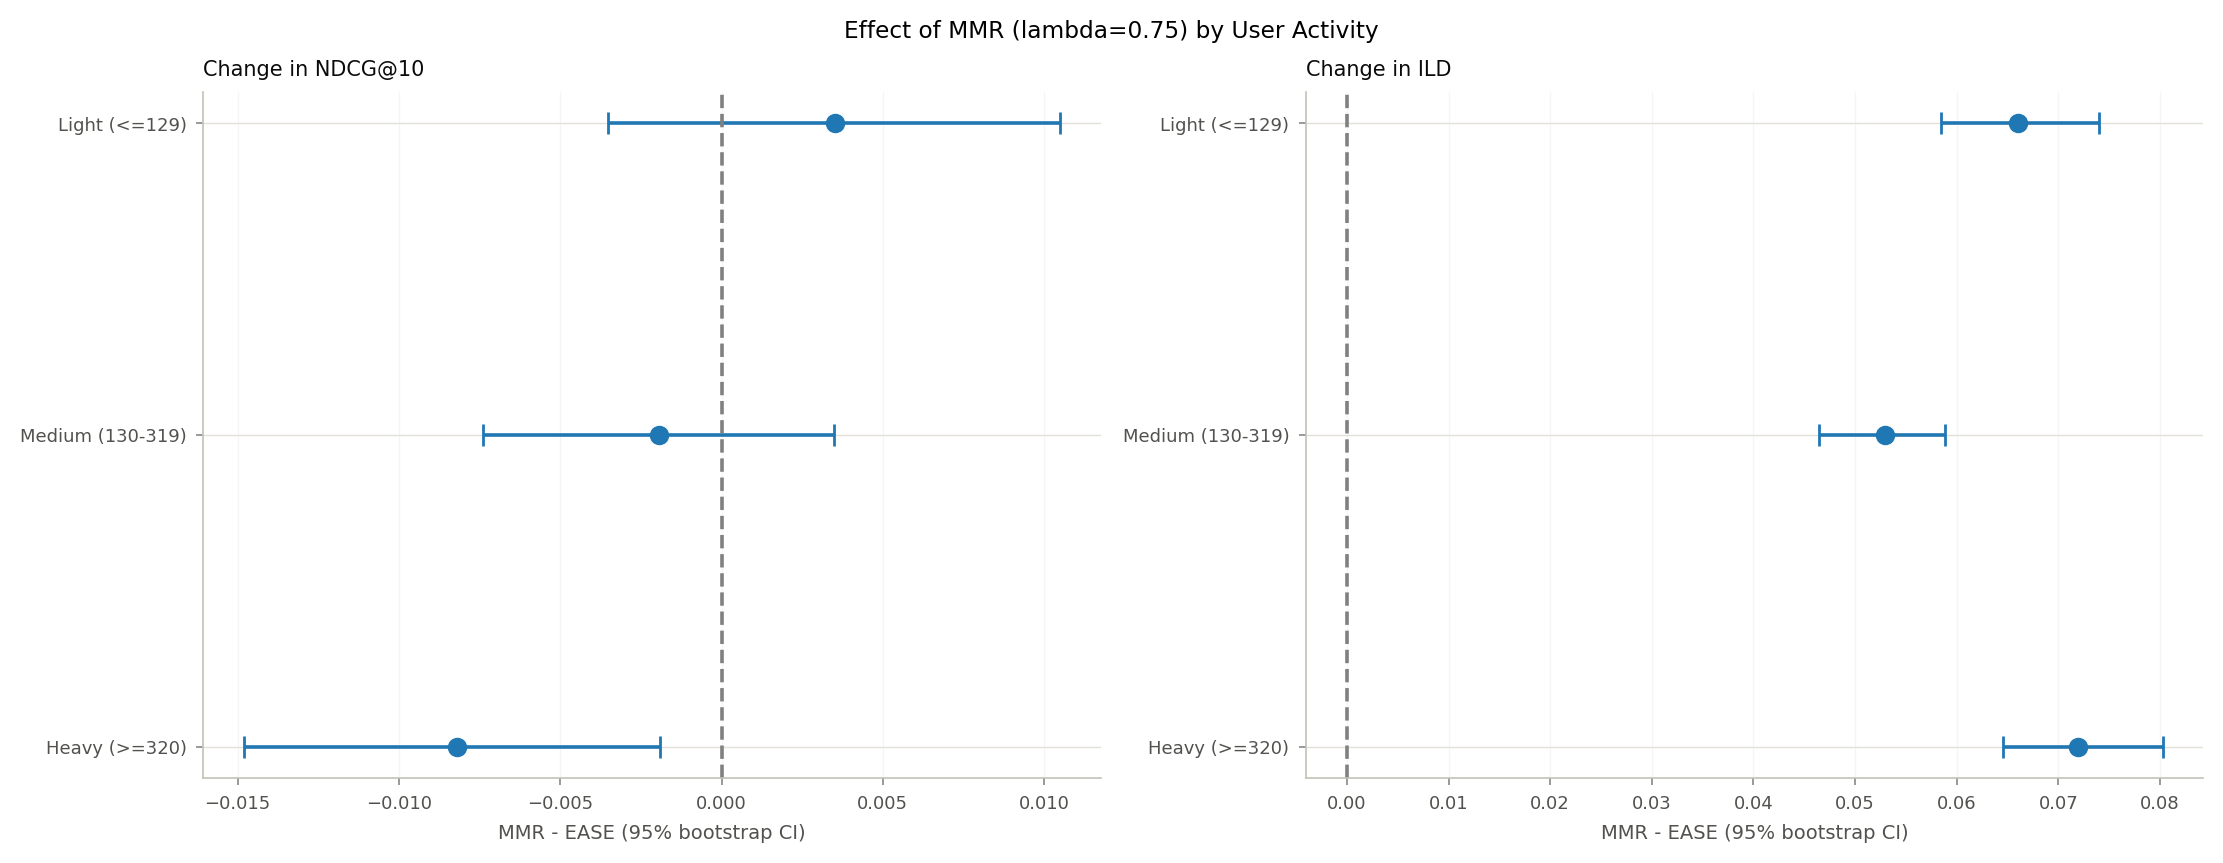 Effect of MMR (lambda=0.75) by User Activity
Change in NDCG@10
Light (<=129)
Medium (130-319)
Heavy (>=320)
−0.015 −0.010 −0.005 0.000 0.005 0.010
MMR - EASE (95% bootstrap CI)
Change in ILD
Light (<=129)
Medium (130-319)
Heavy (>=320)
0.00 0.01 0.02 0.03 0.04 0.05 0.06 0.07 0.08
MMR - EASE (95% bootstrap CI)